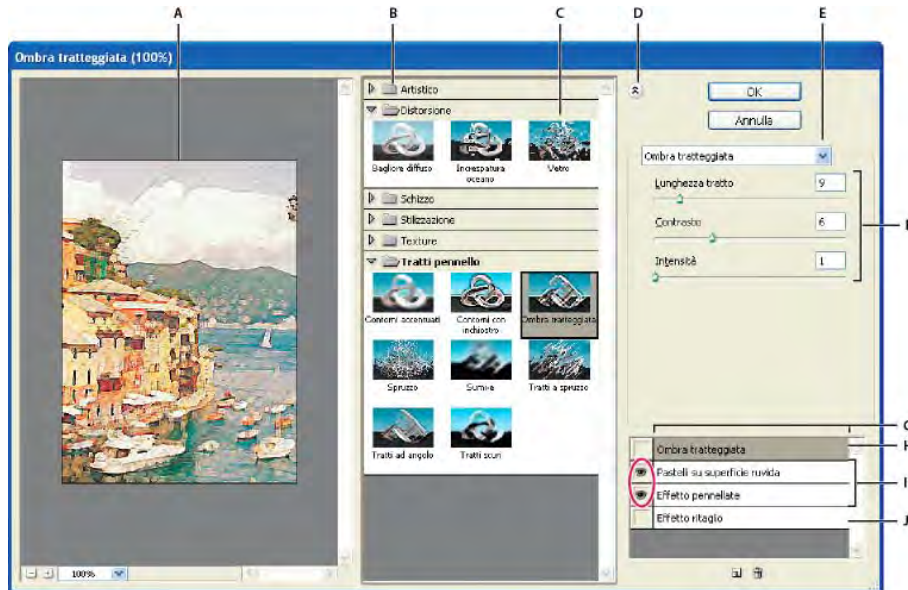 A B C D E
Ombra tratteggiata (100%)
Artistico
Distorsione
Bagliore diffuso
Increspatura oceano
Vetro
Schizzo
Stilizzazione
Texture
Tratti pennello
Contorni accentuati
Contorni con inchiostro
Ombra tratteggiata
Spruzzo
Sumi-e
Tratti a spruzzo
Tratti ad angolo
Tratti scuri
100%
OK
Annulla
Ombra tratteggiata
Lunghezza tratto 9
Contrasto 6
Intensità 1
Ombra tratteggiata
Pastelli su superficie ruvida
Effetto pennellate
Effetto ritaglio
I
J